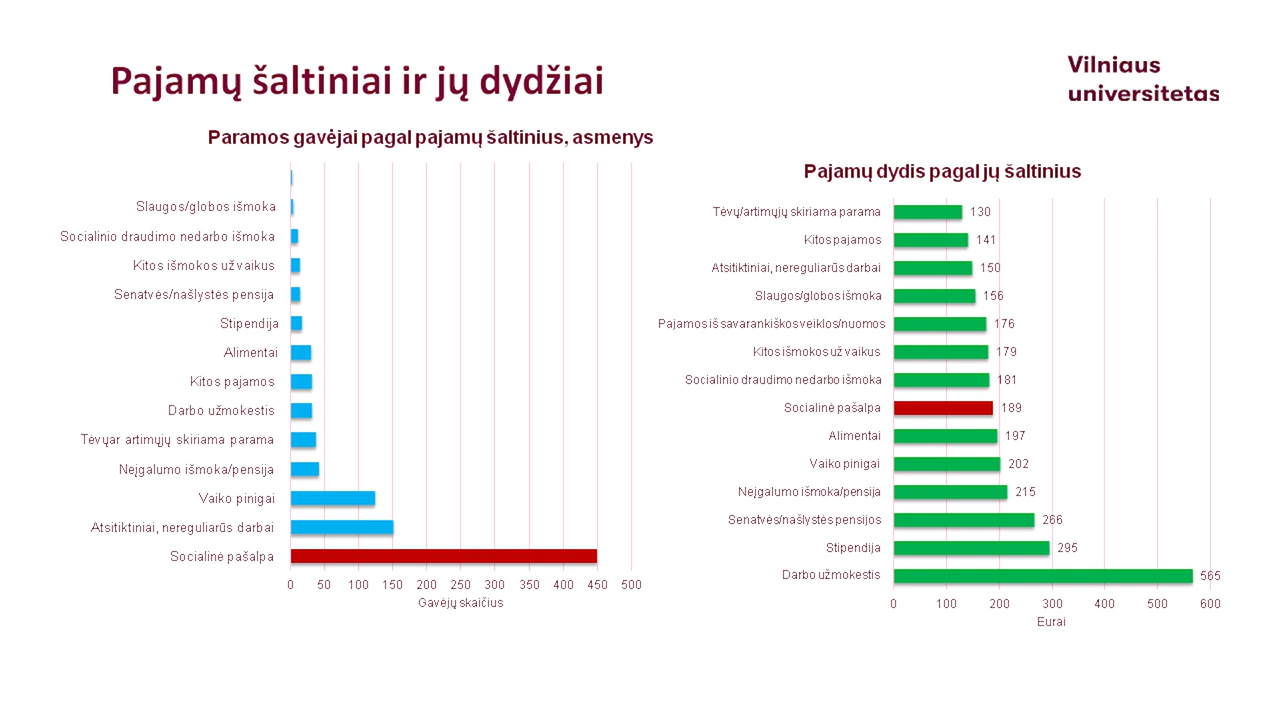 Pajamų šaltiniai ir jų dydžiai
Vilniaus
universitetas
Paramos gavėjai pagal pajamų šaltinius, asmenys
Slaugos/globos išmoka
Socialinio draudimo nedarbo išmoka
Kitos išmokos už vaikus
Senatvės/našlystės pensija
Stipendija
Alimentai
Kitos pajamos
Darbo užmokestis
Tėvų ar artimųjų skiriama parama
Neįgalumo išmoka/pensija
Vaiko pinigai
Atsitiktiniai, nereguliarūs darbai
Socialinė pašalpa
0 50 100 150 200 250 300 350 400 450 500
Gavėjų skaičius
Pajamų dydis pagal jų šaltinius
Tėvų/artimųjų skiriama parama 130
Kitos pajamos 141
Atsitiktiniai, nereguliarūs darbai 150
Slaugos/globos išmoka 156
Pajamos iš savarankiškos veiklos/nuomos 176
Kitos išmokos už vaikus 179
Socialinio draudimo nedarbo išmoka 181
Socialinė pašalpa 189
Alimentai 197
Vaiko pinigai 202
Neįgalumo išmoka/pensija 215
Senatvės/našlystės pensijos 266
Stipendija 295
Darbo užmokestis 565
0 100 200 300 400 500 600
Eurai